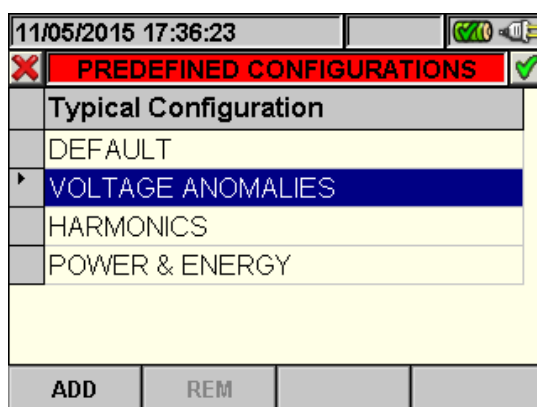 11/05/2015 17:36:23
PREDEFINED CONFIGURATIONS
Typical Configuration
DEFAULT
VOLTAGE ANOMALIES
HARMONICS
POWER & ENERGY
ADD REM